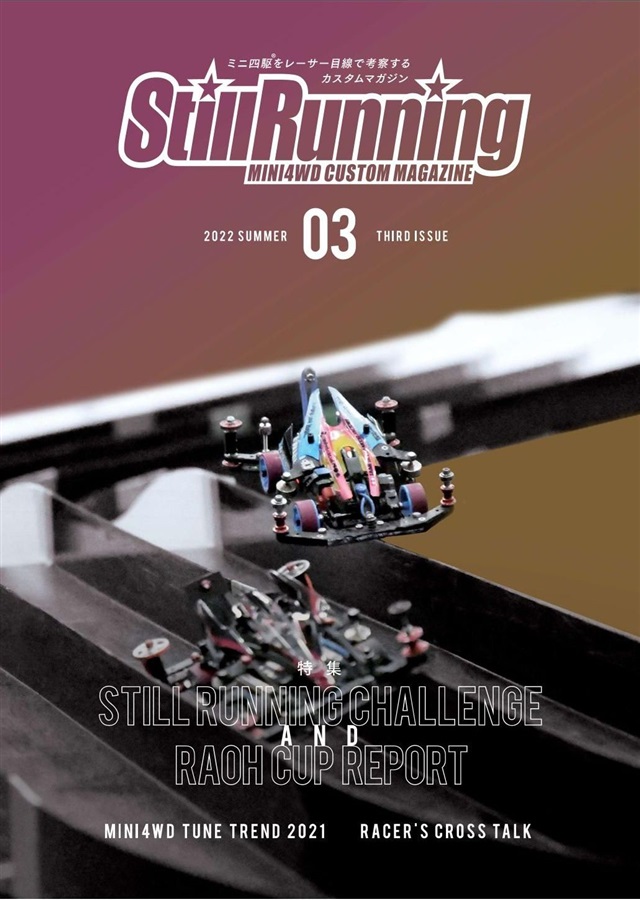 ミニ四駆®をレーサー目線で考察する
カスタムマガジン
Still Running
MINI4WD CUSTOM MAGAZINE
2022 SUMMER 03 THIRD ISSUE
特集
STILL RUNNING CHALLENGE
AND
RAOH CUP REPORT
MINI4WD TUNE TREND 2021 RACER'S CROSS TALK